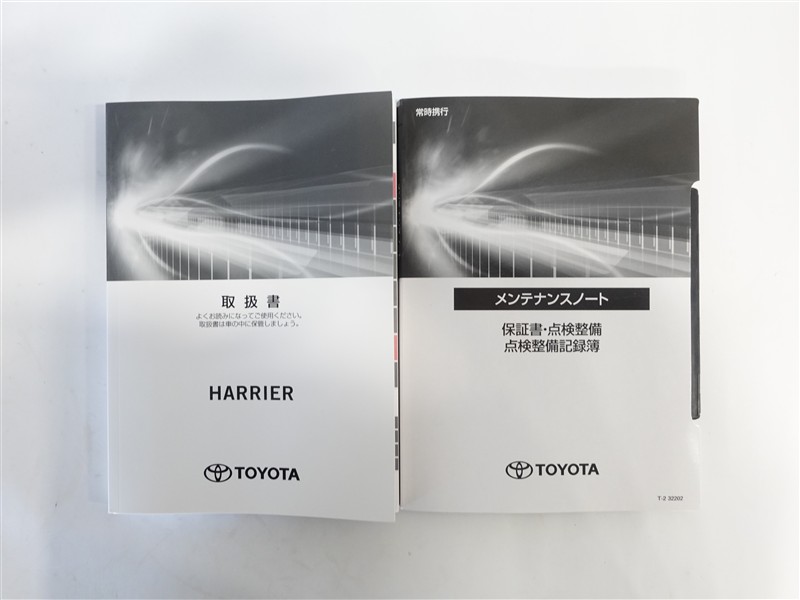 取扱書
よくお読みになってご使用ください。
取扱書は車の中に保管しましょう。
HARRIER
TOYOTA
常時携行
メンテナンスノート
保証書・点検整備
点検整備記録簿
TOYOTA
T-2 32202